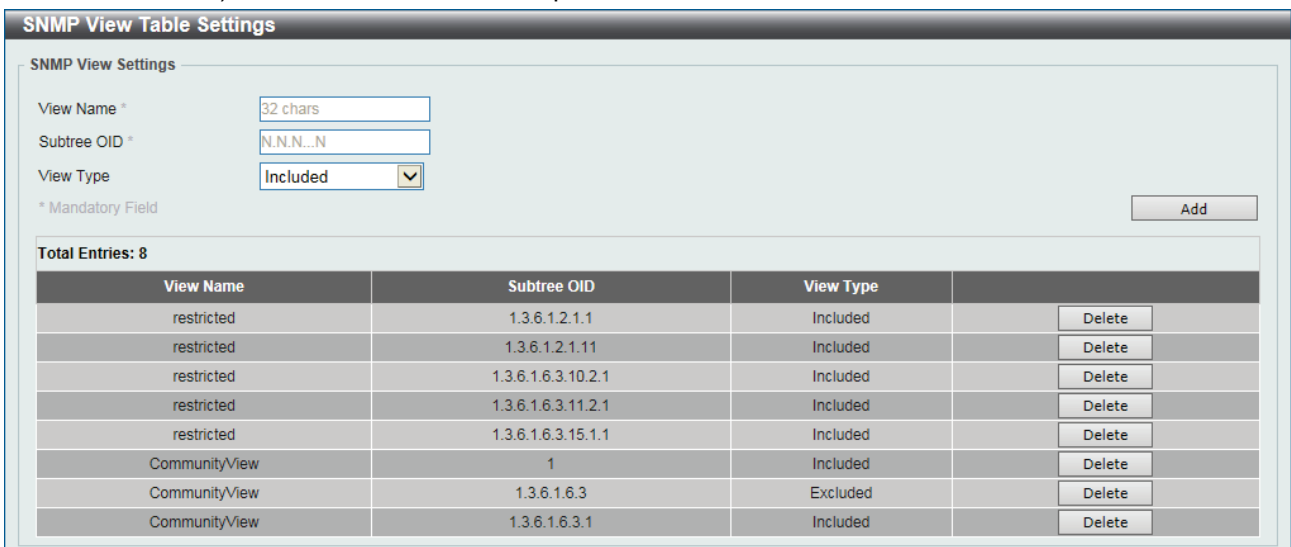 SNMP View Table Settings
SNMP View Settings
View Name * 32 chars
Subtree OID * N.N.N...N
View Type Included
* Mandatory Field Add
Total Entries: 8
View Name Subtree OID View Type
restricted 1.3.6.1.2.1.1 Included Delete
restricted 1.3.6.1.2.1.11 Included Delete
restricted 1.3.6.1.6.3.10.2.1 Included Delete
restricted 1.3.6.1.6.3.11.2.1 Included Delete
restricted 1.3.6.1.6.3.15.1.1 Included Delete
CommunityView 1 Included Delete
CommunityView 1.3.6.1.6.3 Excluded Delete
CommunityView 1.3.6.1.6.3.1 Included Delete